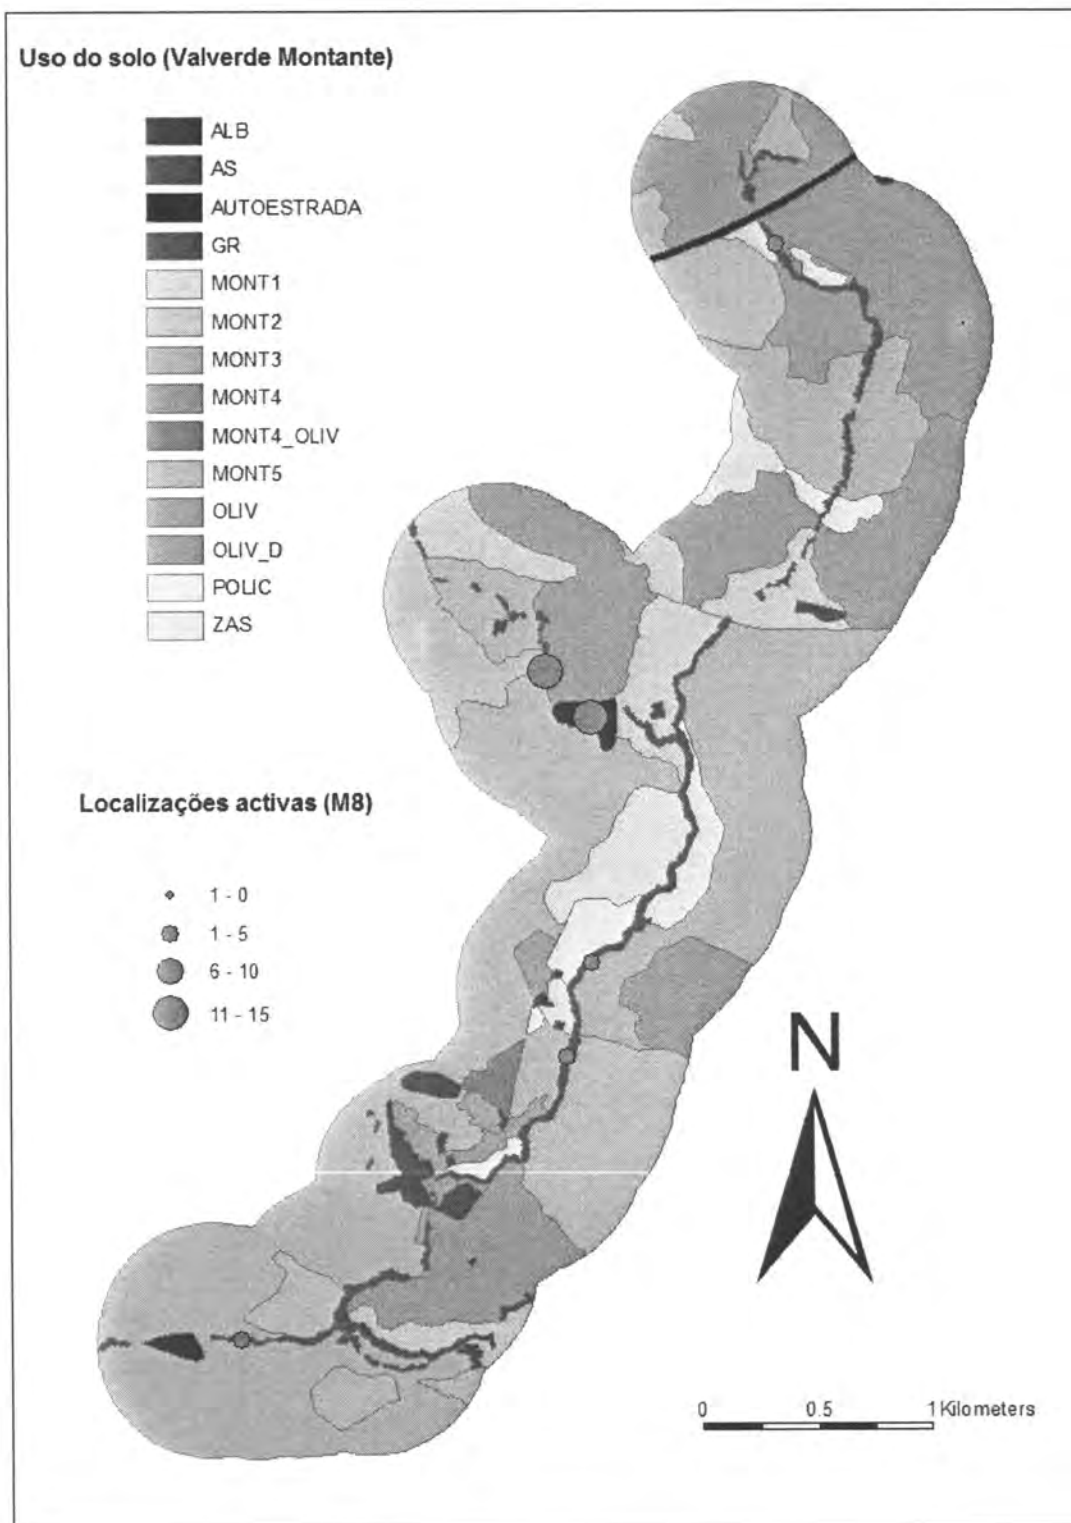 Uso do solo (Valverde Montante)
ALB
AS
AUTOESTRADA
GR
MONT1
MONT2
MONT3
MONT4
MONT4_OLIV
MONT5
OLIV
OLIV_D
POLIC
ZAS
Localizações activas (M8)
1 - 0
1 - 5
6 - 10
11 - 15
N
0 0.5 1 Kilometers